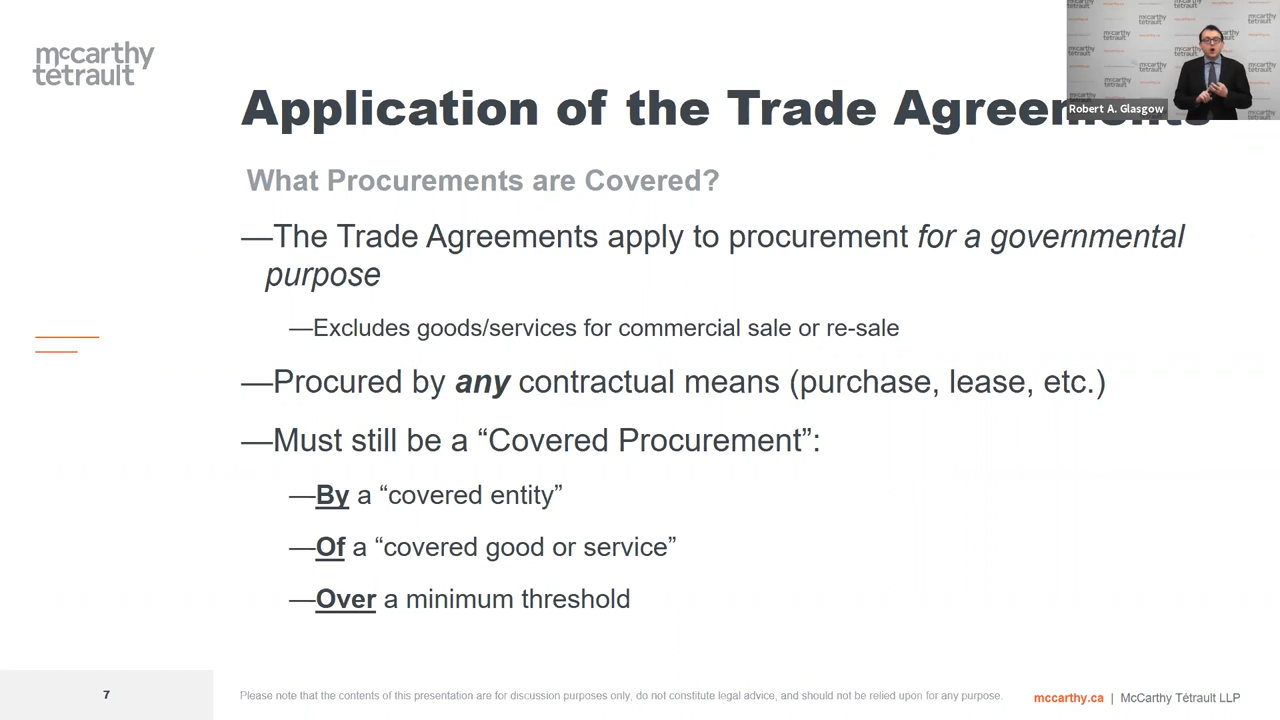 mccarthy
tetrault
Application of the Trade Agreements
Robert A. Glasgow
What Procurements are Covered?
—The Trade Agreements apply to procurement for a governmental
purpose
—Excludes goods/services for commercial sale or re-sale
—Procured by any contractual means (purchase, lease, etc.)
—Must still be a “Covered Procurement”:
—By a “covered entity”
—Of a “covered good or service”
—Over a minimum threshold
7
Please note that the contents of this presentation are for discussion purposes only, do not constitute legal advice, and should not be relied upon for any purpose.
mccarthy.ca | McCarthy Tétrault LLP